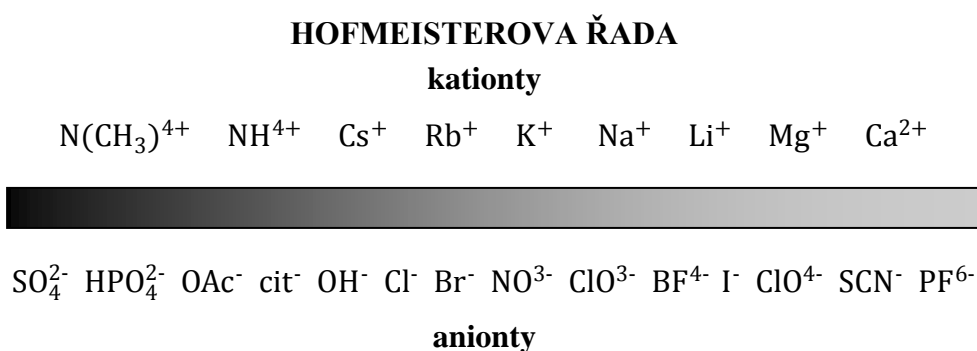 HOFMEISTEROVA ŘADA
kationty
N(CH₃)⁴⁺ NH⁴⁺ Cs⁺ Rb⁺ K⁺ Na⁺ Li⁺ Mg⁺ Ca²⁺
SO₄²⁻ HPO₄²⁻ OAc⁻ cit⁻ OH⁻ Cl⁻ Br⁻ NO³⁻ ClO³⁻ BF⁴⁻ I⁻ ClO⁴⁻ SCN⁻ PF⁶⁻
anionty